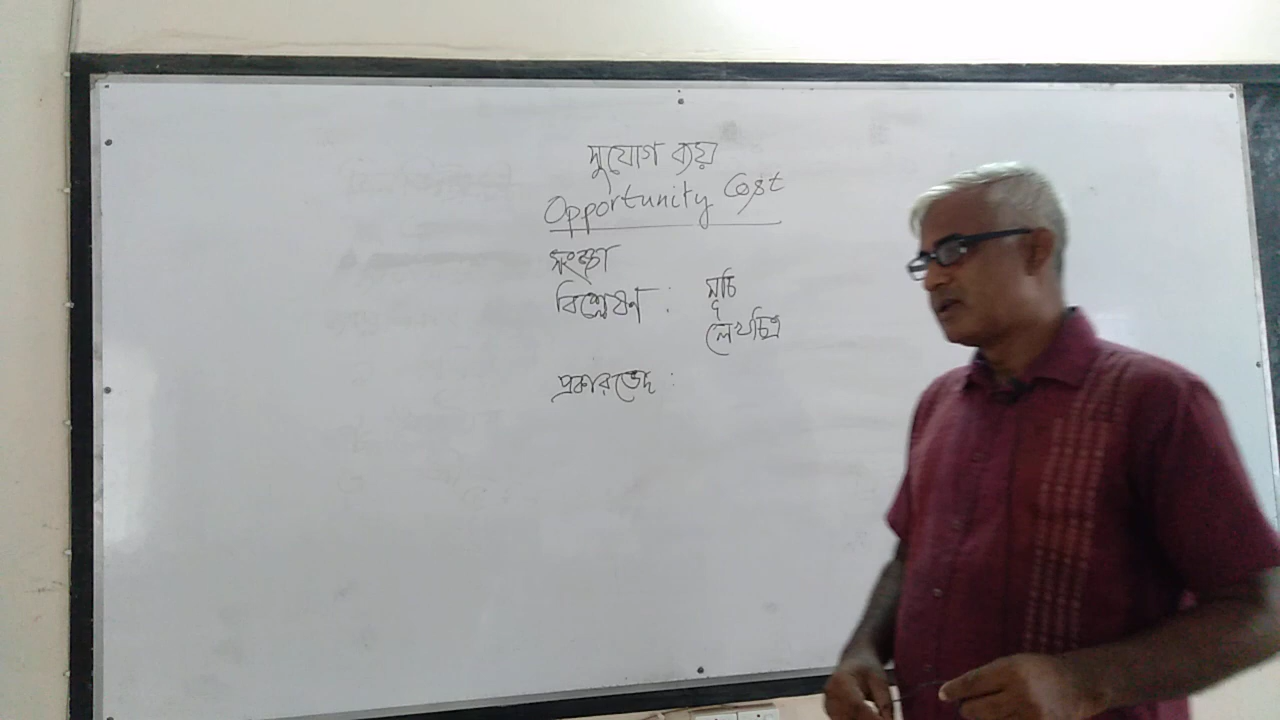 সুযোগ ব্যয়
Opportunity Cost
সংজ্ঞা
বিশ্লেষণ : সূচি
লেখচিত্র
প্রকারভেদ :